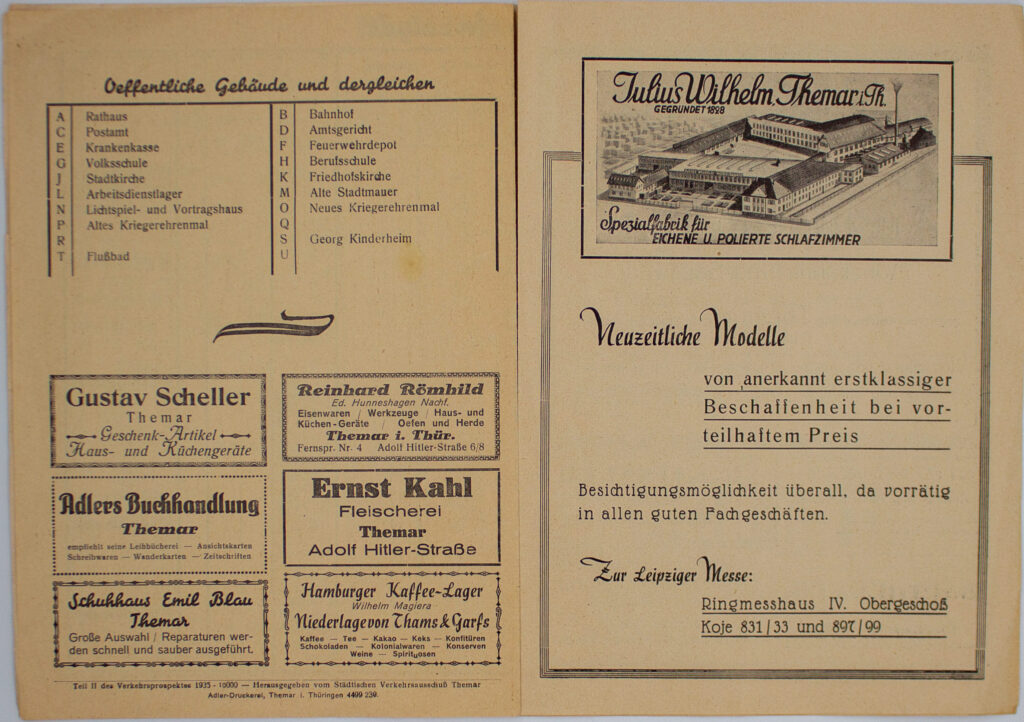 Oeffentliche Gebäude und dergleichen
A Rathaus
C Postamt
E Krankenkasse
G Volksschule
J Stadtkirche
L Arbeitsdienstlager
N Lichtspiel- und Vortragshaus
P Altes Kriegerehrenmal
R
T Flußbad
B Bahnhof
D Amtsgericht
F Feuerwehrdepot
H Berufsschule
K Friedhofskirche
M Alte Stadtmauer
O Neues Kriegerehrenmal
Q
S Georg Kinderheim
U
Gustav Scheller
Themar
Geschenk-Artikel
Haus- und Küchengeräte
Reinhard Römhild
Ed. Hunneshagen Nachf.
Eisenwaren / Werkzeuge / Haus- und
Küchen-Geräte / Oefen und Herde
Themar i. Thür.
Fernspr. Nr. 4 Adolf Hitler-Straße 6/8
Adlers Buchhandlung
Themar
empfiehlt seine Leihbücherei — Ansichtskarten
Schreibwaren — Wanderkarten — Zeitschriften
Ernst Kahl
Fleischerei
Themar
Adolf Hitler-Straße
Schuhhaus Emil Blau
Themar
Große Auswahl / Reparaturen wer-
den schnell und sauber ausgeführt.
Hamburger Kaffee-Lager
Wilhelm Magiera
Niederlage von Thams & Garfs
Kaffee — Tee — Kakao — Keks — Konfitüren
Schokoladen — Kolonialwaren — Konserven
Weine — Spirituosen
Teil II des Verkehrsprospektes 1935 - 10000 — Herausgegeben vom Städtischen Verkehrsausschuß Themar
Adler-Druckerei, Themar i. Thüringen 4499 239.
Julius Wilhelm. Themar i. Th.
GEGRÜNDET 1898
Spezialfabrik für
EICHENE U. POLIERTE SCHLAFZIMMER
Neuzeitliche Modelle
von anerkannt erstklassiger
Beschaffenheit bei vor-
teilhaftem Preis
Besichtigungsmöglichkeit überall, da vorrätig
in allen guten Fachgeschäften.
Zur Leipziger Messe:
Ringmesshaus IV. Obergeschoß
Koje 831/33 und 897/99